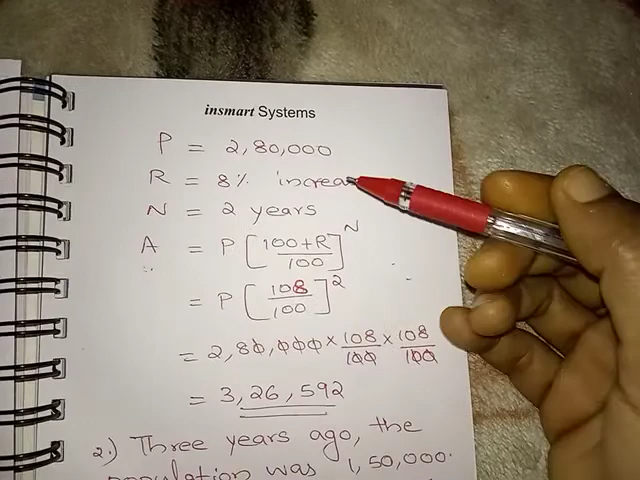 insmart Systems
P = 2,80,000
R = 8% increa
N = 2 years
A = P [100+R/100]^N
= P [108/100]^2
= 2,80,000 × 108/100 × 108/100
= 3,26,592
2.) Three years ago, the
population was 1,50,000.